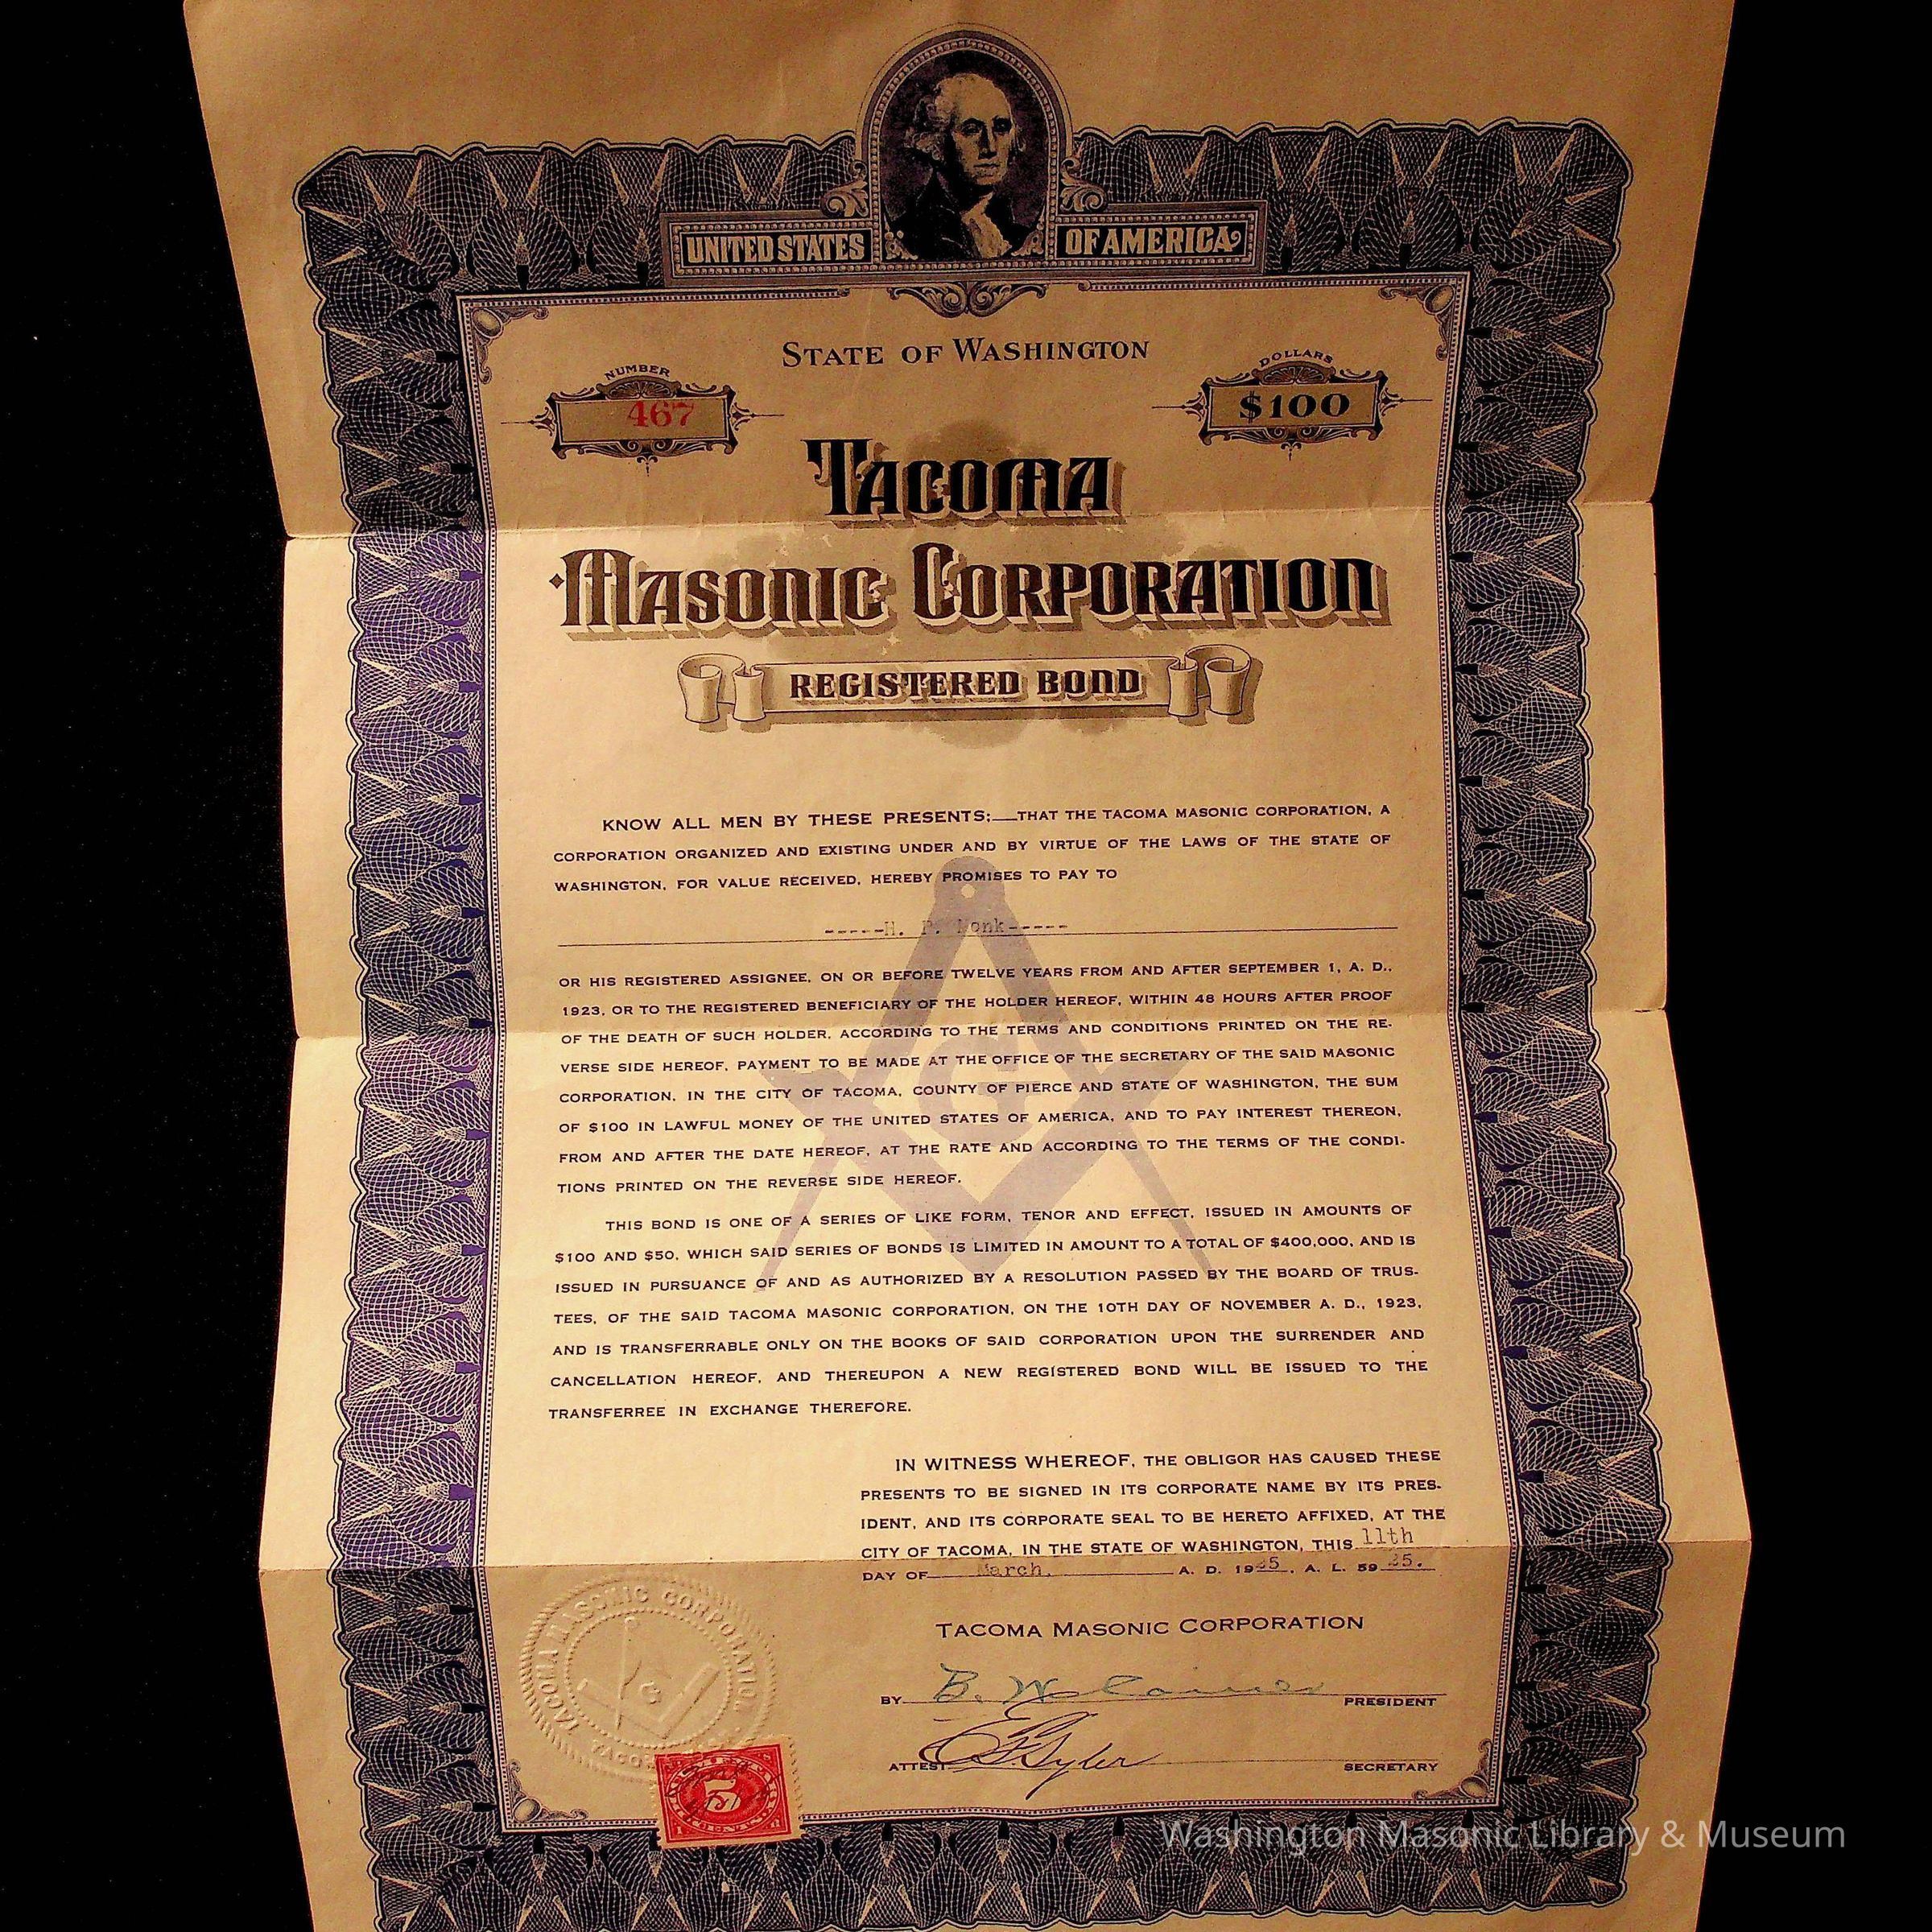 UNITED STATES OF AMERICA
STATE OF WASHINGTON
NUMBER
467
DOLLARS
$100
TACOMA
MASONIC CORPORATION
REGISTERED BOND
KNOW ALL MEN BY THESE PRESENTS:—THAT THE TACOMA MASONIC CORPORATION, A
CORPORATION ORGANIZED AND EXISTING UNDER AND BY VIRTUE OF THE LAWS OF THE STATE OF
WASHINGTON, FOR VALUE RECEIVED, HEREBY PROMISES TO PAY TO
-----H. P. Monk-----
OR HIS REGISTERED ASSIGNEE, ON OR BEFORE TWELVE YEARS FROM AND AFTER SEPTEMBER 1, A. D.,
1923, OR TO THE REGISTERED BENEFICIARY OF THE HOLDER HEREOF, WITHIN 48 HOURS AFTER PROOF
OF THE DEATH OF SUCH HOLDER, ACCORDING TO THE TERMS AND CONDITIONS PRINTED ON THE RE-
VERSE SIDE HEREOF, PAYMENT TO BE MADE AT THE OFFICE OF THE SECRETARY OF THE SAID MASONIC
CORPORATION, IN THE CITY OF TACOMA, COUNTY OF PIERCE AND STATE OF WASHINGTON, THE SUM
OF $100 IN LAWFUL MONEY OF THE UNITED STATES OF AMERICA, AND TO PAY INTEREST THEREON,
FROM AND AFTER THE DATE HEREOF, AT THE RATE AND ACCORDING TO THE TERMS OF THE CONDI-
TIONS PRINTED ON THE REVERSE SIDE HEREOF.
THIS BOND IS ONE OF A SERIES OF LIKE FORM, TENOR AND EFFECT, ISSUED IN AMOUNTS OF
$100 AND $50, WHICH SAID SERIES OF BONDS IS LIMITED IN AMOUNT TO A TOTAL OF $400,000, AND IS
ISSUED IN PURSUANCE OF AND AS AUTHORIZED BY A RESOLUTION PASSED BY THE BOARD OF TRUS-
TEES, OF THE SAID TACOMA MASONIC CORPORATION, ON THE 10TH DAY OF NOVEMBER A. D., 1923,
AND IS TRANSFERRABLE ONLY ON THE BOOKS OF SAID CORPORATION UPON THE SURRENDER AND
CANCELLATION HEREOF, AND THEREUPON A NEW REGISTERED BOND WILL BE ISSUED TO THE
TRANSFERREE IN EXCHANGE THEREFORE.
IN WITNESS WHEREOF, THE OBLIGOR HAS CAUSED THESE
PRESENTS TO BE SIGNED IN ITS CORPORATE NAME BY ITS PRES-
IDENT, AND ITS CORPORATE SEAL TO BE HERETO AFFIXED, AT THE
CITY OF TACOMA, IN THE STATE OF WASHINGTON, THIS 11th
DAY OF March, A. D. 1925, A. L. 5925.
TACOMA MASONIC CORPORATION
BY B. W. PRESIDENT
ATTEST E. F. Tyler SECRETARY
TACOMA MASONIC CORPORATIO
G
5
CENTS
Washington Masonic Library & Museum